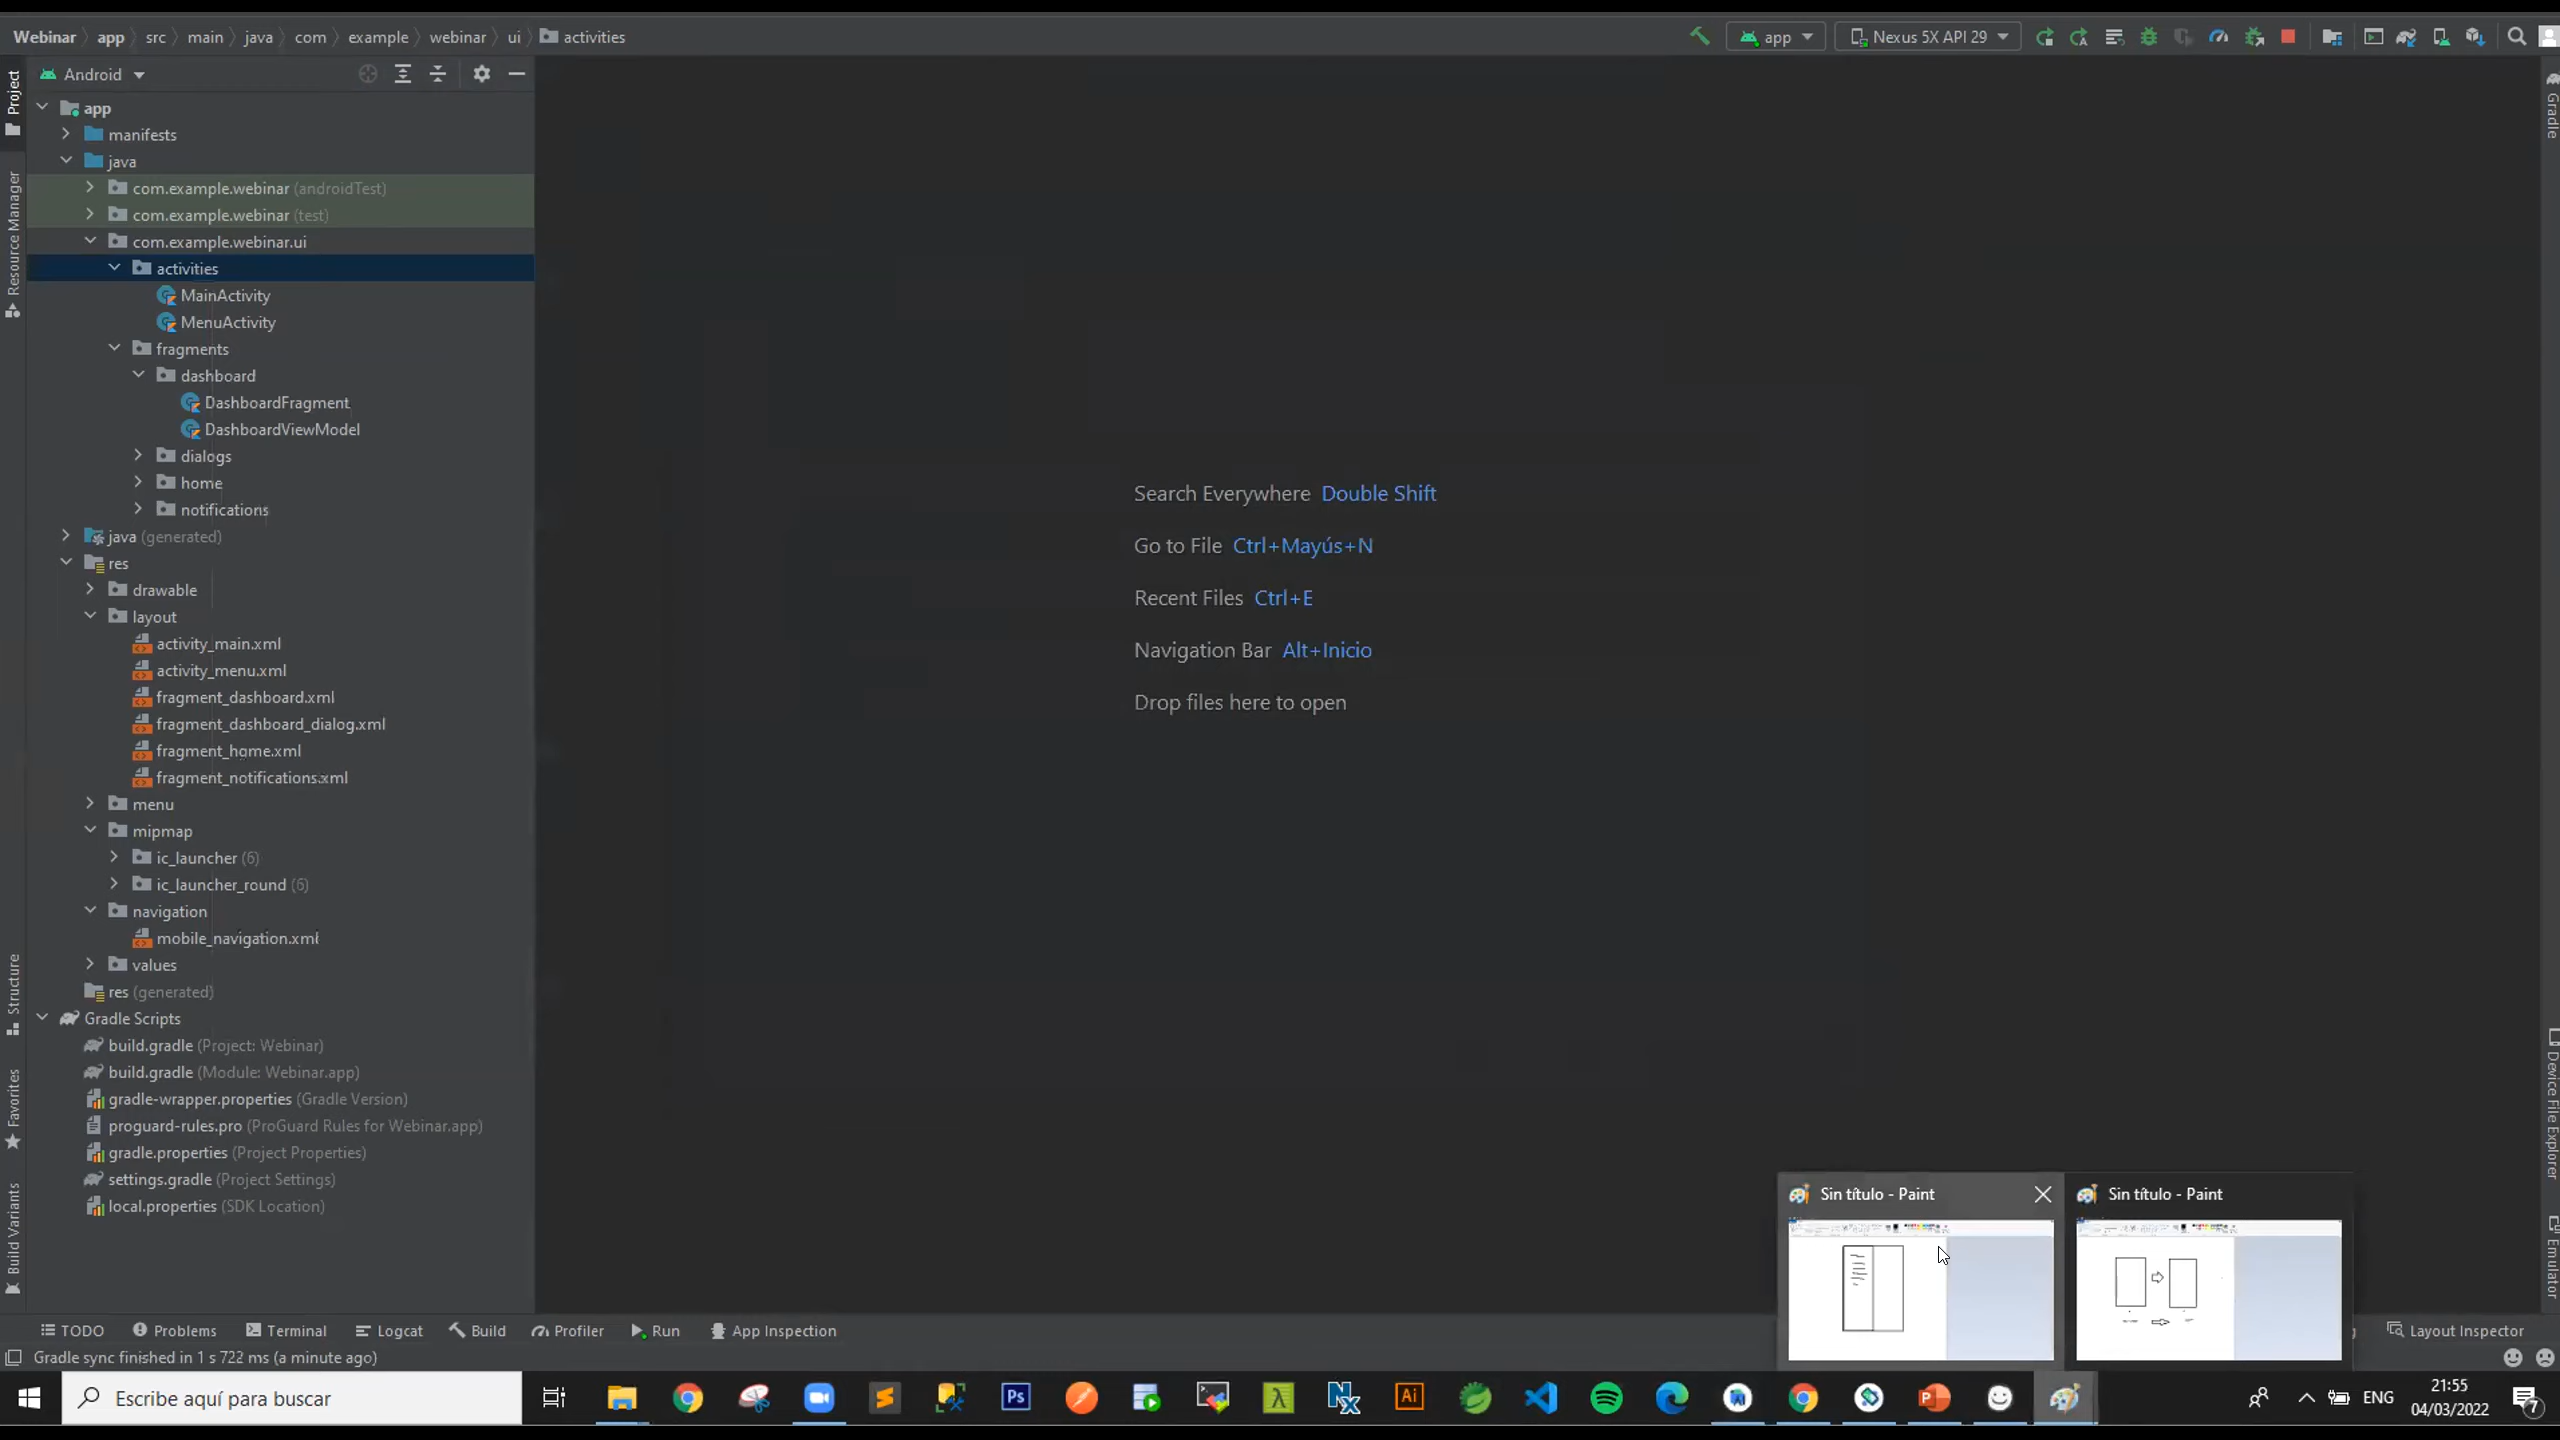 Webinar app src main java com example webinar ui activities
app Nexus 5X API 29
Android
Project
Resource Manager
Structure
Favorites
Build Variants
app
manifests
java
com.example.webinar (androidTest)
com.example.webinar (test)
com.example.webinar.ui
activities
MainActivity
MenuActivity
fragments
dashboard
DashboardFragment
DashboardViewModel
dialogs
home
notifications
java (generated)
res
drawable
layout
activity_main.xml
activity_menu.xml
fragment_dashboard.xml
fragment_dashboard_dialog.xml
fragment_home.xml
fragment_notifications.xml
menu
mipmap
ic_launcher (6)
ic_launcher_round (6)
navigation
mobile_navigation.xml
values
res (generated)
Gradle Scripts
build.gradle (Project: Webinar)
build.gradle (Module: Webinar.app)
gradle-wrapper.properties (Gradle Version)
proguard-rules.pro (ProGuard Rules for Webinar.app)
gradle.properties (Project Properties)
settings.gradle (Project Settings)
local.properties (SDK Location)
Search Everywhere Double Shift
Go to File Ctrl+Mayús+N
Recent Files Ctrl+E
Navigation Bar Alt+Inicio
Drop files here to open
Gradle
Device File Explorer
Emulator
Sin título - Paint
Sin título - Paint
TODO Problems Terminal Logcat Build Profiler Run App Inspection
Layout Inspector
Gradle sync finished in 1 s 722 ms (a minute ago)
Escribe aquí para buscar
Ps
Ai
ENG
21:55
04/03/2022
7